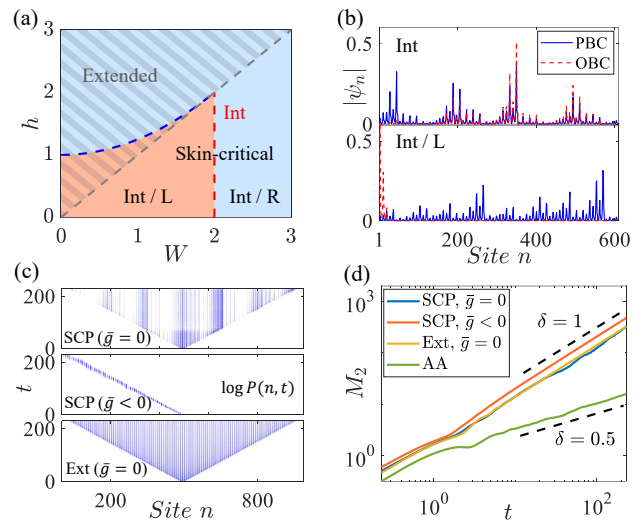 (a)
3
2
1
0
h
Extended
Int
Skin-critical
Int / L
Int / R
0
1
2
3
W
(b)
0.5
0
|ψₙ|
Int
PBC
OBC
0.5
0
Int / L
1
200
400
600
Site n
(c)
200
0
SCP (ḡ = 0)
200
0
SCP (ḡ < 0)
log P(n, t)
200
0
Ext (ḡ = 0)
t
200
800
Site n
(d)
10³
10⁰
M₂
SCP, ḡ = 0
SCP, ḡ < 0
Ext, ḡ = 0
AA
δ = 1
δ = 0.5
10⁰
10²
t